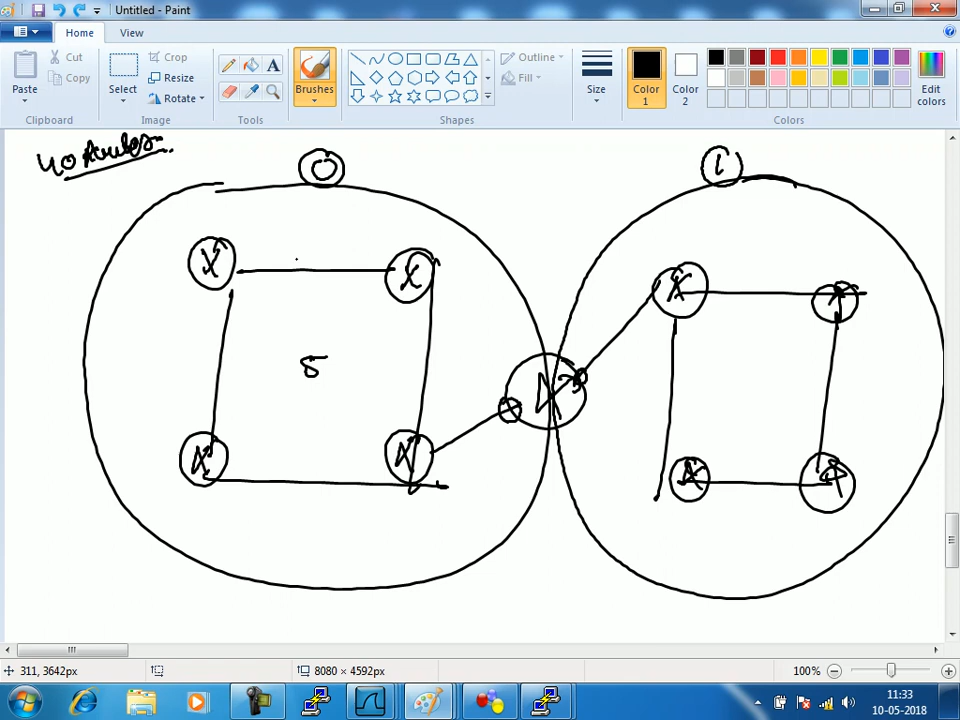 Untitled - Paint
Home
View
Paste
Cut
Copy
Clipboard
Select
Crop
Resize
Rotate
Image
A
Tools
Brushes
Outline
Fill
Shapes
Size
Color 1
Color 2
Edit colors
Colors
40
0
1
X
X
X
X
5
311, 3642px
8080 × 4592px
100%
11:33
10-05-2018